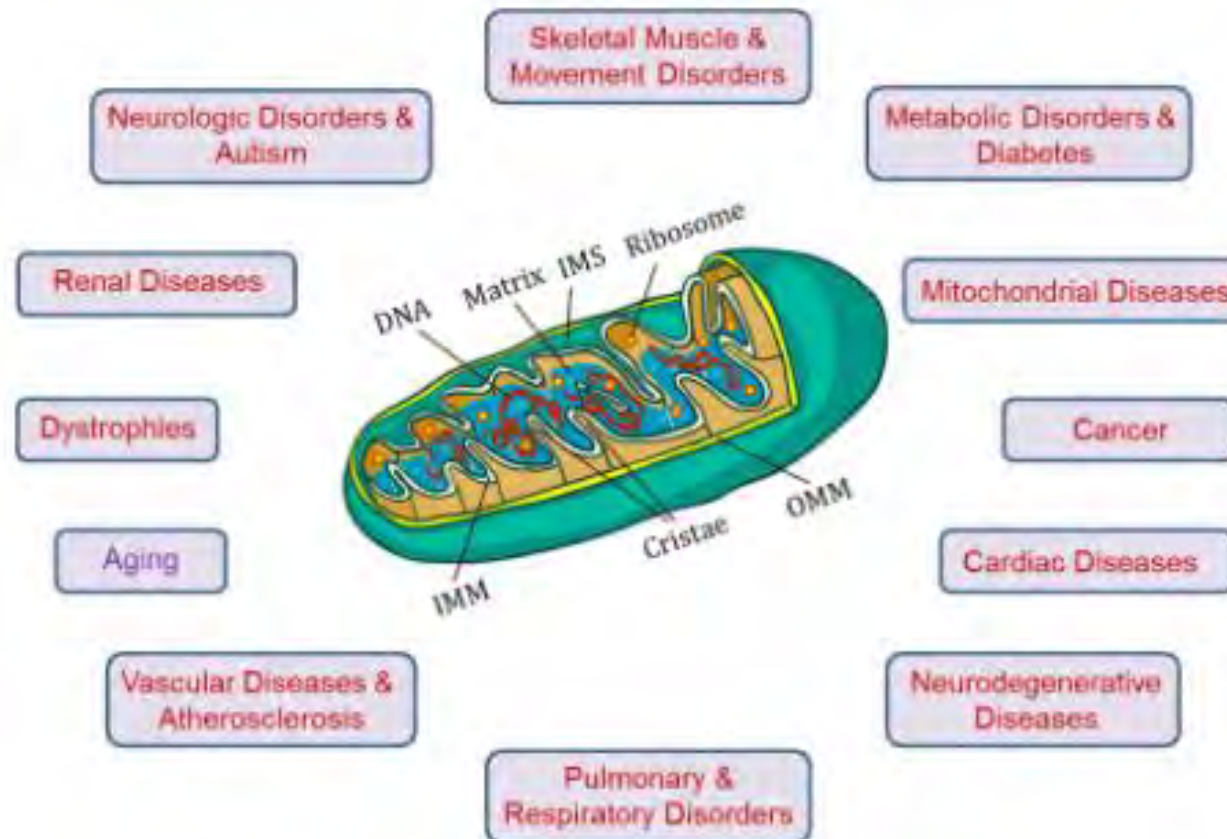 Skeletal Muscle &
Movement Disorders
Neurologic Disorders &
Autism
Metabolic Disorders &
Diabetes
Renal Diseases
Mitochondrial Diseases
DNA
Matrix
IMS
Ribosome
Dystrophies
Cancer
Aging
Cardiac Diseases
IMM
Cristae
OMM
Vascular Diseases &
Atherosclerosis
Neurodegenerative
Diseases
Pulmonary &
Respiratory Disorders